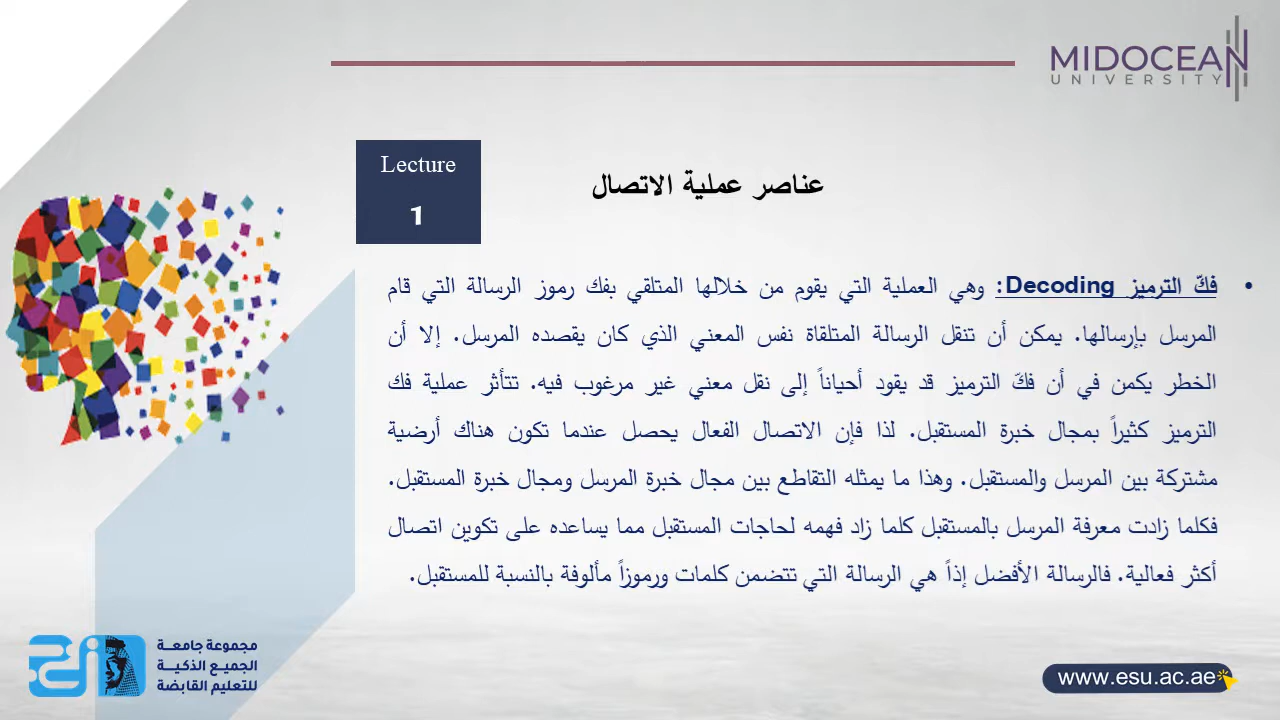 MIDOCEAN
UNIVERSITY
Lecture
1
عناصر عملية الاتصال
• فكّ الترميز Decoding: وهي العملية التي يقوم من خلالها المتلقي بفك رموز الرسالة التي قام
المرسل بإرسالها. يمكن أن تنقل الرسالة المتلقاة نفس المعني الذي كان يقصده المرسل. إلا أن
الخطر يكمن في أن فكّ الترميز قد يقود أحياناً إلى نقل معني غير مرغوب فيه. تتأثر عملية فك
الترميز كثيراً بمجال خبرة المستقبل. لذا فإن الاتصال الفعال يحصل عندما تكون هناك أرضية
مشتركة بين المرسل والمستقبل. وهذا ما يمثله التقاطع بين مجال خبرة المرسل ومجال خبرة المستقبل.
فكلما زادت معرفة المرسل بالمستقبل كلما زاد فهمه لحاجات المستقبل مما يساعده على تكوين اتصال
أكثر فعالية. فالرسالة الأفضل إذاً هي الرسالة التي تتضمن كلمات ورموزاً مألوفة بالنسبة للمستقبل.
مجموعة جامعة
الجميع الذكية
للتعليم القابضة
www.esu.ac.ae